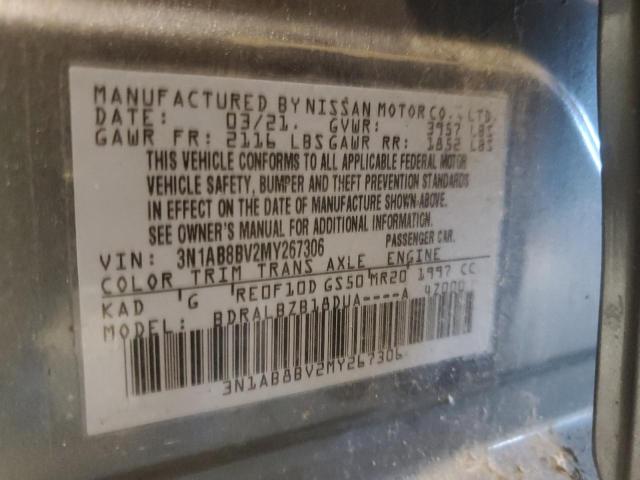 MANUFACTURED BY NISSAN MOTOR CO., LTD.
DATE: 03/21. GVWR: 3957 LBS
GAWR FR: 2116 LBS GAWR RR: 1852 LBS
THIS VEHICLE CONFORMS TO ALL APPLICABLE FEDERAL MOTOR
VEHICLE SAFETY, BUMPER AND THEFT PREVENTION STANDARDS
IN EFFECT ON THE DATE OF MANUFACTURE SHOWN ABOVE.
SEE OWNER'S MANUAL FOR ADDITIONAL INFORMATION.
VIN: 3N1AB8BV2MY267306 PASSENGER CAR.
COLOR TRIM TRANS AXLE ENGINE
KAD G RE0F10D GS50 MR20 1997 CC
MODEL: BDRALBZB18DUA----A 42000
3N1AB8BV2MY267306